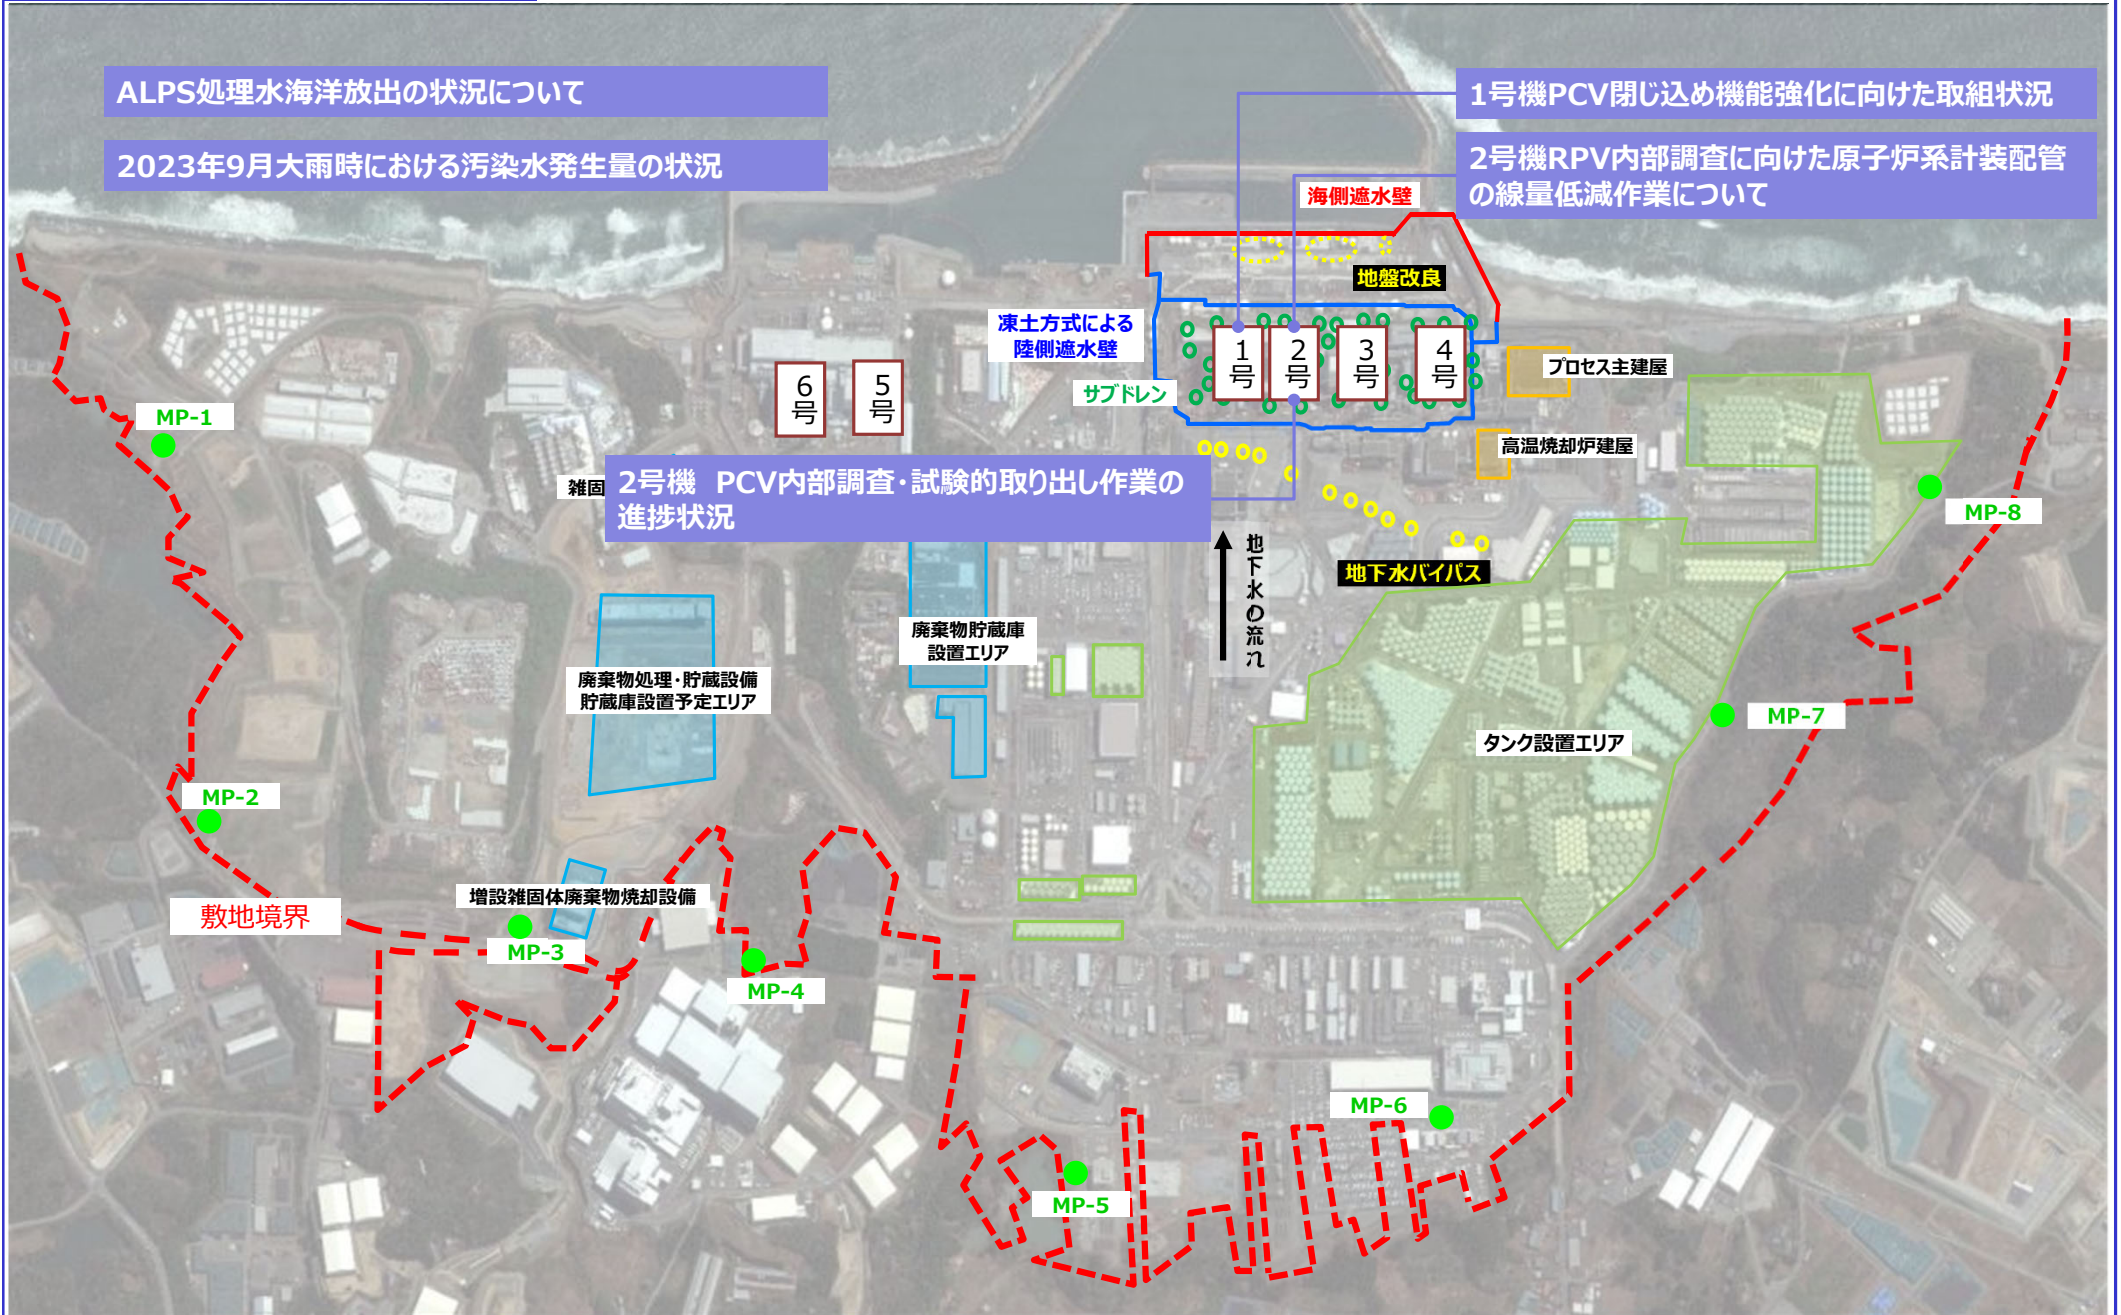 ALPS処理水海洋放出の状況について
2023年9月大雨時における汚染水発生量の状況
1号機PCV閉じ込め機能強化に向けた取組状況
2号機RPV内部調査に向けた原子炉系計装配管
の線量低減作業について
海側遮水壁
地盤改良
凍土方式による
陸側遮水壁
サブドレン
1号
2号
3号
4号
6号
5号
プロセス主建屋
高温焼却炉建屋
MP-1
雑固
2号機 PCV内部調査・試験的取り出し作業の
進捗状況
MP-8
地下水の流れ
地下水バイパス
廃棄物貯蔵庫
設置エリア
廃棄物処理・貯蔵設備
貯蔵庫設置予定エリア
タンク設置エリア
MP-7
MP-2
増設雑固体廃棄物焼却設備
敷地境界
MP-3
MP-4
MP-6
MP-5